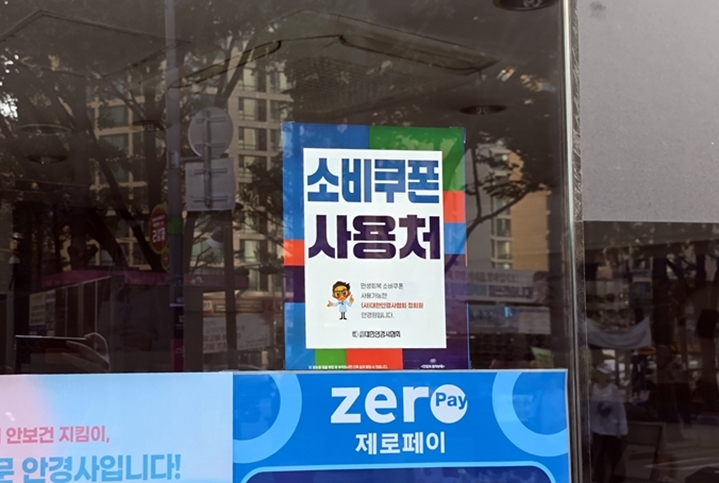 소비쿠폰
사용처
민생회복 소비쿠폰
사용가능한
(사)대한안경사협회 정회원
안경원입니다.
(사)대한안경사협회
zero Pay
제로페이
안보건 지킴이,
문 안경사입니다!